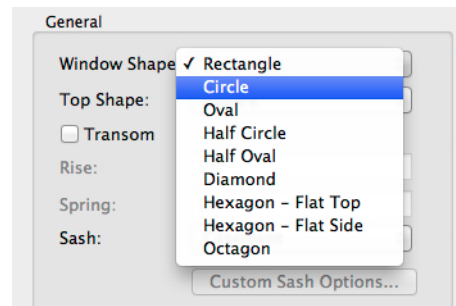 General
Window Shape ✓ Rectangle
Circle
Top Shape:
Oval
Transom
Half Circle
Half Oval
Rise:
Diamond
Hexagon - Flat Top
Spring:
Hexagon - Flat Side
Sash:
Octagon
Custom Sash Options...